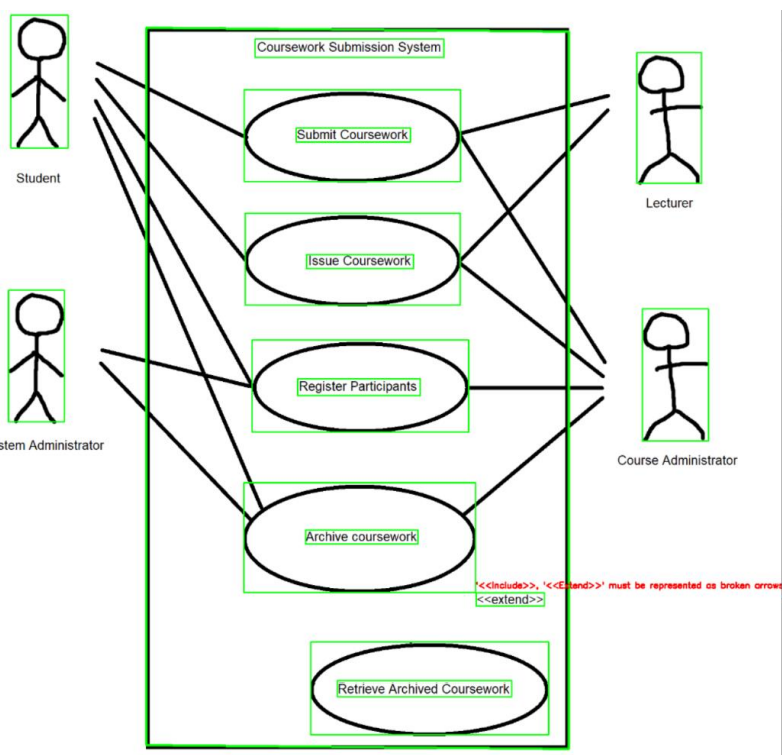 Coursework Submission System
Submit Coursework
Student
Lecturer
Issue Coursework
Register Participants
stem Administrator
Course Administrator
Archive coursework
'<<Include>>, '<<Extend>>' must be represented as broken arrows
<<extend>>
Retrieve Archived Coursework